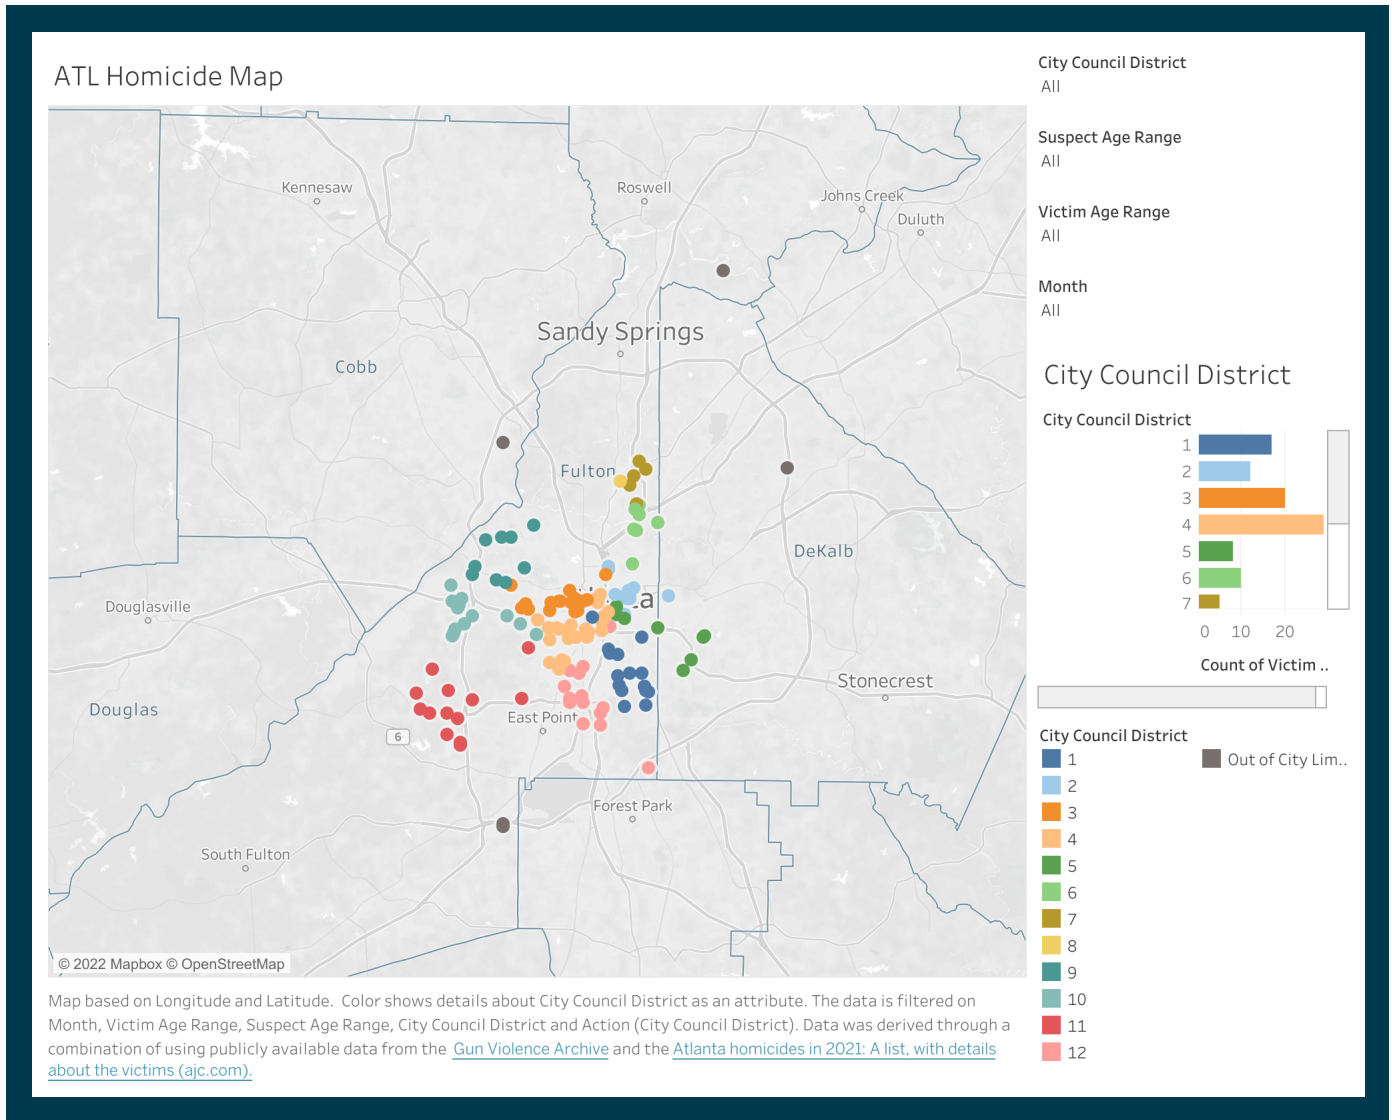 ATL Homicide Map
City Council District
All
Suspect Age Range
All
Victim Age Range
All
Month
All
Kennesaw
Roswell
Johns Creek
Duluth
Sandy Springs
Cobb
Fulton
DeKalb
Douglasville
Stonecrest
Douglas
East Point
6
Forest Park
South Fulton
© 2022 Mapbox © OpenStreetMap
City Council District
City Council District
1
2
3
4
5
6
7
0 10 20
Count of Victim ..
City Council District
1
2
3
4
5
6
7
8
9
10
11
12
Out of City Lim..
Map based on Longitude and Latitude. Color shows details about City Council District as an attribute. The data is filtered on
Month, Victim Age Range, Suspect Age Range, City Council District and Action (City Council District). Data was derived through a
combination of using publicly available data from the Gun Violence Archive and the Atlanta homicides in 2021: A list, with details
about the victims (ajc.com).